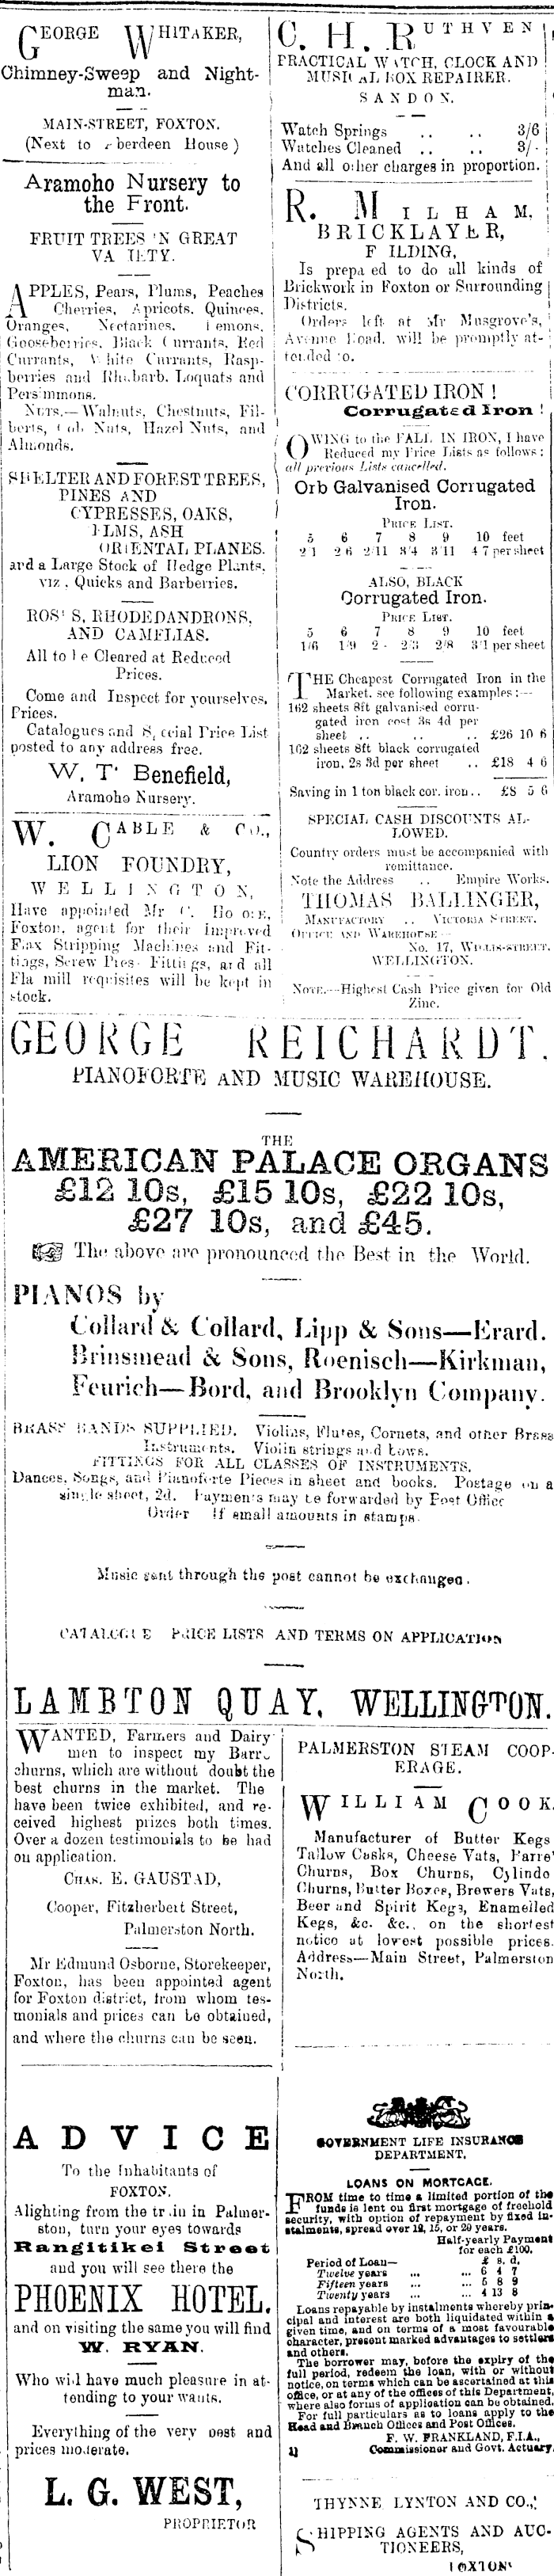 GEORGE WHITAKER,
Chimney-Sweep and Night-
man.
MAIN-STREET, FOXTON.
(Next to berdeen House)
Aramoho Nursery to
the Front.
FRUIT TREES 'N GREAT
VA IETY.
APPLES, Pears, Plums, Peaches
Cherries, Apricots, Quinces,
Oranges, Nectarines, Lemons,
Gooseberries, Black Currants, Red
Currants, White Currants, Rasp-
berries and Rhubarb. Loquats and
Persimmons.
NUTS.—Walnuts, Chestnuts, Fil-
berts, Cob Nuts, Hazel Nuts, and
Almonds.
SHELTER AND FOREST TREES,
PINES AND
CYPRESSES, OAKS,
ELMS, ASH
ORIENTAL PLANES.
and a Large Stock of Hedge Plants,
viz, Quicks and Barberries.
ROS' S, RHODEDANDRONS,
AND CAMELIAS.
All to be Cleared at Reduced
Prices.
Come and Inspect for yourselves.
Prices.
Catalogues and Special Price List
posted to any address free.
W. T. Benefield,
Aramoho Nursery.
W. CABLE & CO.,
LION FOUNDRY,
WELLINGTON,
Have appointed Mr
Foxton, agent for their Improved
Flax Stripping Machines and Fit-
tings, Screw Press Fittings, and all
Fla mill requisites will be kept in
stock.
C. H. RUTHVEN
PRACTICAL WATCH, CLOCK AND
MUSICAL BOX REPAIRER.
SANDON.
Watch Springs .. .. 3/6
Watches Cleaned .. .. 3/-
And all other charges in proportion.
R. MILHAM,
BRICKLAYER,
F ILDING,
Is prepa ed to do all kinds of
Brickwork in Foxton or Surrounding
Districts.
Orders left at Mr Musgrove's,
Avenue Road, will be promptly at-
tended to.
CORRUGATED IRON!
Corrugated Iron!
OWING to the FALL IN IRON, I have
Reduced my Price Lists as follows;
all previous Lists cancelled.
Orb Galvanised Corrugated
Iron.
PRICE LIST.
5 6 7 8 9 10 feet
2 1 2 6 2/11 3/4 3/11 4 7 per sheet
ALSO, BLACK
Corrugated Iron.
PRICE LIST.
5 6 7 8 9 10 feet
1/6 1/9 2 - 2/3 2/8 3/1 per sheet
THE Cheapest Corrugated Iron in the
Market, see following examples:—
162 sheets 8ft galvanised corru-
gated iron cost 3s 4d per
sheet .. .. .. £26 10 6
162 sheets 8ft black corrugated
iron, 2s 3d per sheet .. £18 4 6
Saving in 1 ton black cor. iron.. £8 5 6
SPECIAL CASH DISCOUNTS AL-
LOWED.
Country orders must be accompanied with
remittance.
Note the Address .. Empire Works.
THOMAS BALLINGER,
MANUFACTORY .. VICTORIA STREET.
OFFICE AND WAREHOUSE—
No. 17, WILLIS-STREET,
WELLINGTON.
NOTE.—Highest Cash Price given for Old
Zinc.
GEORGE REICHARDT.
PIANOFORTE AND MUSIC WAREHOUSE.
THE
AMERICAN PALACE ORGANS
£12 10s, £15 10s, £22 10s,
£27 10s, and £45.
The above are pronounced the Best in the World.
PIANOS by
Collard & Collard, Lipp & Sons—Erard.
Brinsmead & Sons, Roenisch—Kirkman,
Feurich—Bord, and Brooklyn Company.
BRASS BANDS SUPPLIED. Violins, Flutes, Cornets, and other Brass
Instruments. Violin strings and bows.
FITTINGS FOR ALL CLASSES OF INSTRUMENTS.
Dances, Songs, and Pianoforte Pieces in sheet and books. Postage on a
single sheet, 2d. Payments may be forwarded by Post Office
Order If small amounts in stamps.
Music sent through the post cannot be exchanged.
CATALOGUE PRICE LISTS AND TERMS ON APPLICATION
LAMBTON QUAY, WELLINGTON.
WANTED, Farmers and Dairy
men to inspect my Barr
churns, which are without doubt the
best churns in the market. The
have been twice exhibited, and re-
ceived highest prizes both times.
Over a dozen testimonials to be had
on application.
CHAS. E. GAUSTAD,
Cooper, Fitzherbert Street,
Palmerston North.
Mr Edmund Osborne, Storekeeper,
Foxton, has been appointed agent
for Foxton district, from whom tes-
monials and prices can be obtained,
and where the churns can be seen.
PALMERSTON STEAM COOP-
ERAGE.
WILLIAM COOK.
Manufacturer of Butter Kegs
Tallow Casks, Cheese Vats, Barre'
Churns, Box Churns, Cylinde
Churns, Butter Boxes, Brewers Vats,
Beer and Spirit Kegs, Enamelled
Kegs, &c. &c., on the shortest
notice at lowest possible prices.
Address—Main Street, Palmerston
North.
ADVICE
To the Inhabitants of
FOXTON.
Alighting from the tr in in Palmer-
ston, turn your eyes towards
Rangitikei Street
and you will see there the
PHOENIX HOTEL.
and on visiting the same you will find
W. RYAN.
Who will have much pleasure in at-
tending to your wants.
Everything of the very best and
prices moderate.
L. G. WEST,
PROPRIETOR
GOVERNMENT LIFE INSURANCE
DEPARTMENT.
LOANS ON MORTGAGE.
FROM time to time a limited portion of the
funds is lent on first mortgage of freehold
security, with option of repayment by fixed in-
stalments, spread over 12, 15, or 20 years.
Half-yearly Payment
for each £100.
Period of Loan— £ s. d.
Twelve years ... ... 6 4 7
Fifteen years ... ... 5 8 9
Twenty years ... ... 4 13 8
Loans repayable by instalments whereby prin-
cipal and interest are both liquidated within a
given time, and on terms of a most favourable
character, present marked advantages to settlers
and others.
The borrower may, before the expiry of the
full period, redeem the loan, with or without
notice, on terms which can be ascertained at this
office, or at any of the offices of this Department,
where also forms of application can be obtained.
For full particulars as to loans apply to the
Head and Branch Offices and Post Offices.
F. W. FRANKLAND, F.I.A.,
Commissioner and Govt. Actuary.
THYNNE LYNTON AND CO.,
SHIPPING AGENTS AND AUC-
TIONEERS,
FOXTON